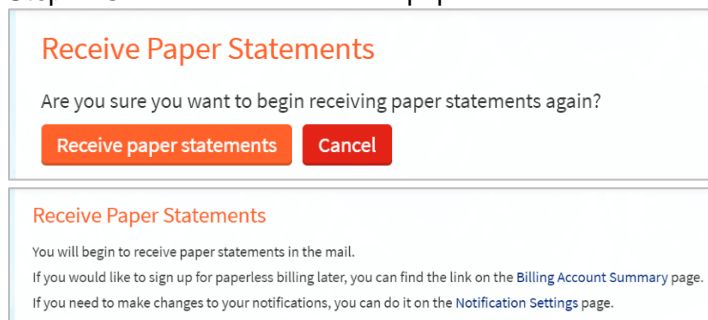 Receive Paper Statements
Are you sure you want to begin receiving paper statements again?
Receive paper statements Cancel
Receive Paper Statements
You will begin to receive paper statements in the mail.
If you would like to sign up for paperless billing later, you can find the link on the Billing Account Summary page.
If you need to make changes to your notifications, you can do it on the Notification Settings page.